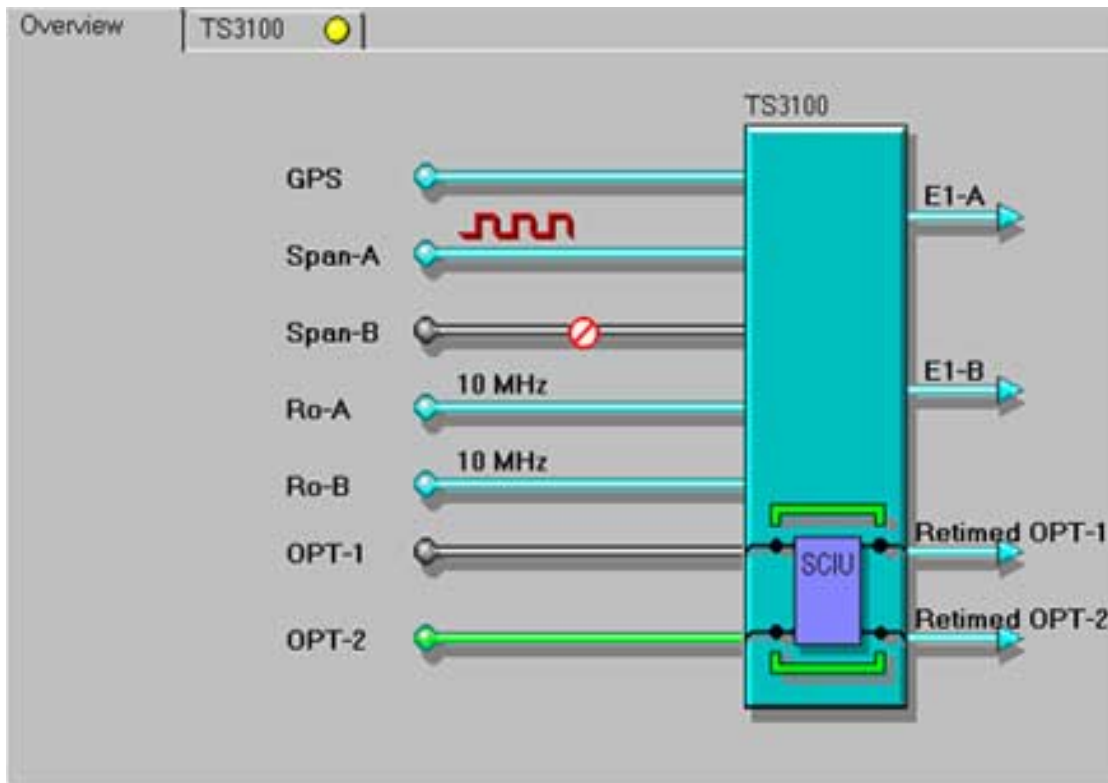 Overview
TS3100
TS3100
GPS
E1-A
Span-A
Span-B
E1-B
10 MHz
Ro-A
10 MHz
Ro-B
Retimed OPT-1
OPT-1
SCIU
Retimed OPT-2
OPT-2